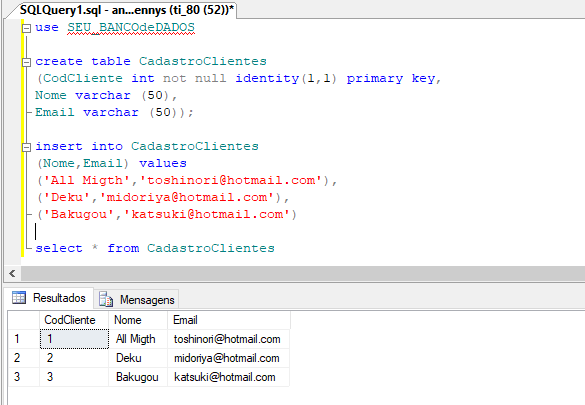 SQLQuery1.sql - an...ennys (ti_80 (52))*
use SEU_BANCOdeDADOS
create table CadastroClientes
(CodCliente int not null identity(1,1) primary key,
Nome varchar (50),
Email varchar (50));
insert into CadastroClientes
(Nome,Email) values
('All Migth','toshinori@hotmail.com'),
('Deku','midoriya@hotmail.com'),
('Bakugou','katsuki@hotmail.com')
select * from CadastroClientes
Resultados Mensagens
CodCliente Nome Email
1 1 All Migth toshinori@hotmail.com
2 2 Deku midoriya@hotmail.com
3 3 Bakugou katsuki@hotmail.com